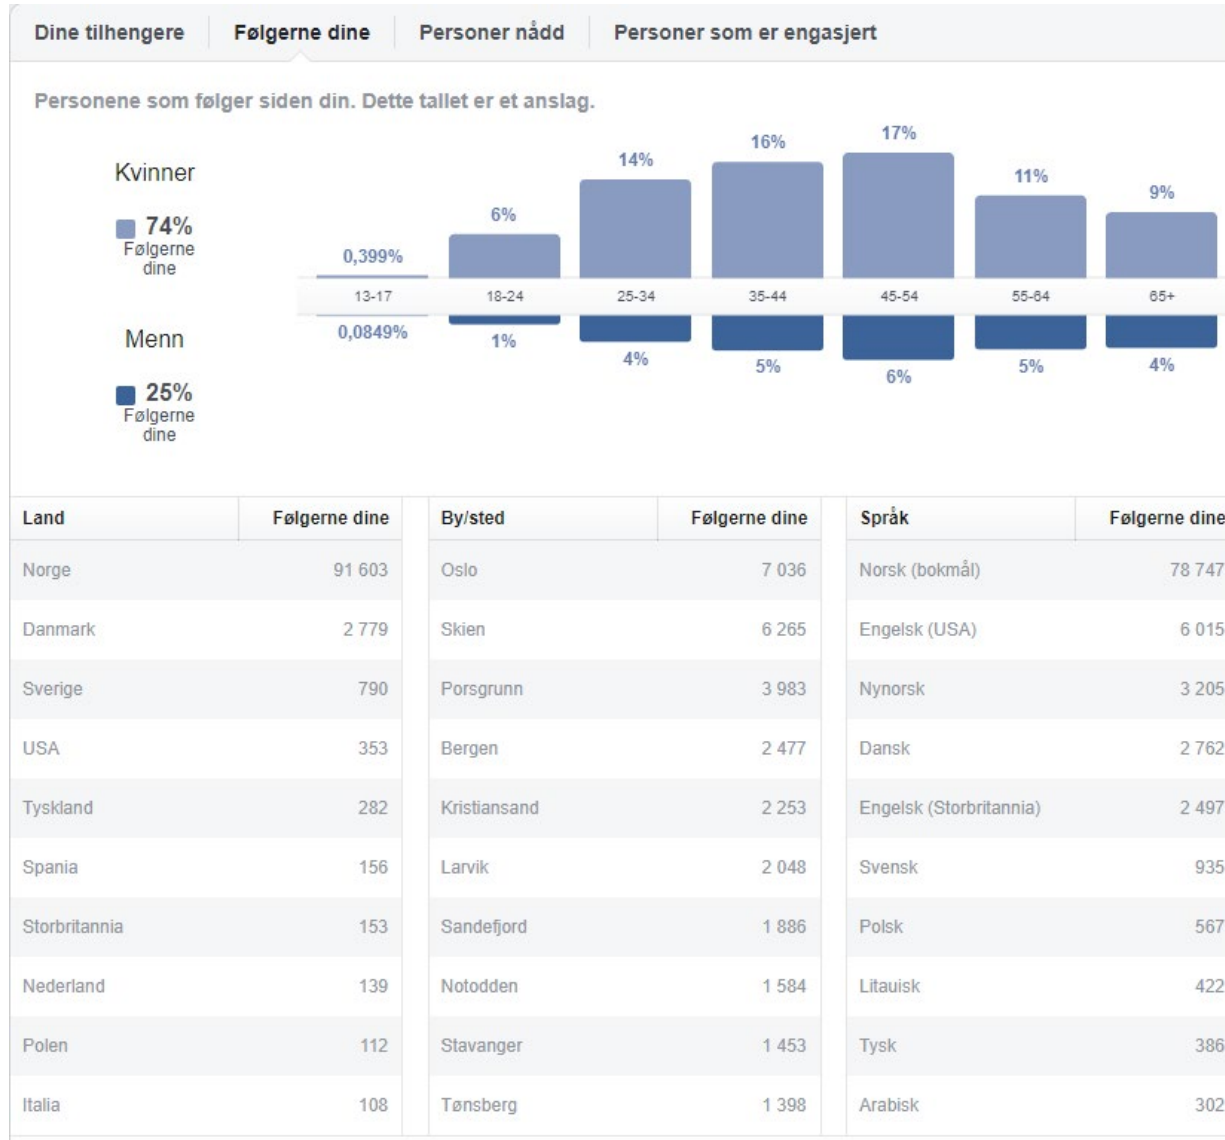 Dine tilhengere Følgerne dine Personer nådd Personer som er engasjert
Personene som følger siden din. Dette tallet er et anslag.
Kvinner
74%
Følgerne
dine
0,399% 6% 14% 16% 17% 11% 9%
13-17 18-24 25-34 35-44 45-54 55-64 65+
0,0849% 1% 4% 5% 6% 5% 4%
Menn
25%
Følgerne
dine
Land Følgerne dine By/sted Følgerne dine Språk Følgerne dine
Norge 91 603 Oslo 7 036 Norsk (bokmål) 78 747
Danmark 2 779 Skien 6 265 Engelsk (USA) 6 015
Sverige 790 Porsgrunn 3 983 Nynorsk 3 205
USA 353 Bergen 2 477 Dansk 2 762
Tyskland 282 Kristiansand 2 253 Engelsk (Storbritannia) 2 497
Spania 156 Larvik 2 048 Svensk 935
Storbritannia 153 Sandefjord 1 886 Polsk 567
Nederland 139 Notodden 1 584 Litauisk 422
Polen 112 Stavanger 1 453 Tysk 386
Italia 108 Tønsberg 1 398 Arabisk 302